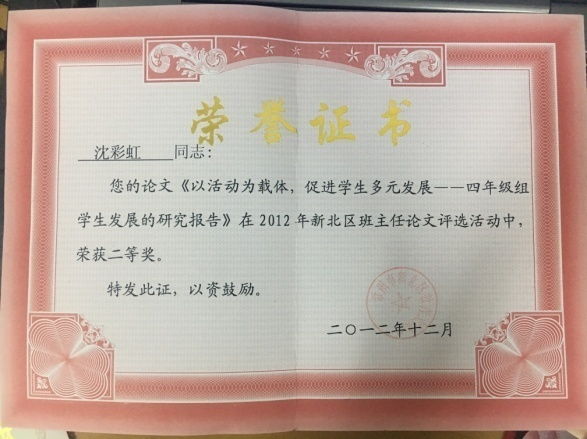 荣誉证书
沈彩虹 同志：
您的论文《以活动为载体，促进学生多元发展——四年级组
学生发展的研究报告》在2012年新北区班主任论文评选活动中，
荣获二等奖。
特发此证，以资鼓励。
二〇一二年十二月